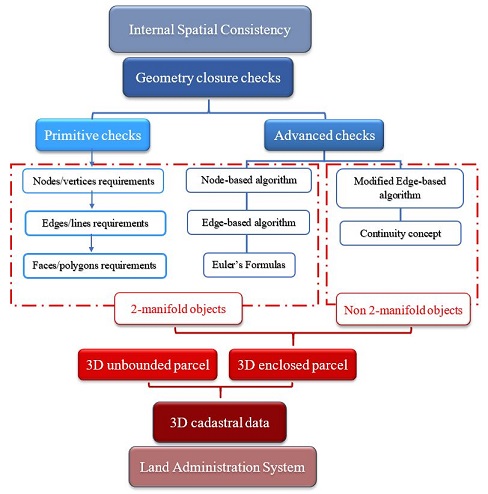 Internal Spatial Consistency
Geometry closure checks
Primitive checks
Advanced checks
Nodes/vertices requirements
Edges/lines requirements
Faces/polygons requirements
Node-based algorithm
Edge-based algorithm
Euler's Formulas
Modified Edge-based
algorithm
Continuity concept
2-manifold objects
Non 2-manifold objects
3D unbounded parcel
3D enclosed parcel
3D cadastral data
Land Administration System